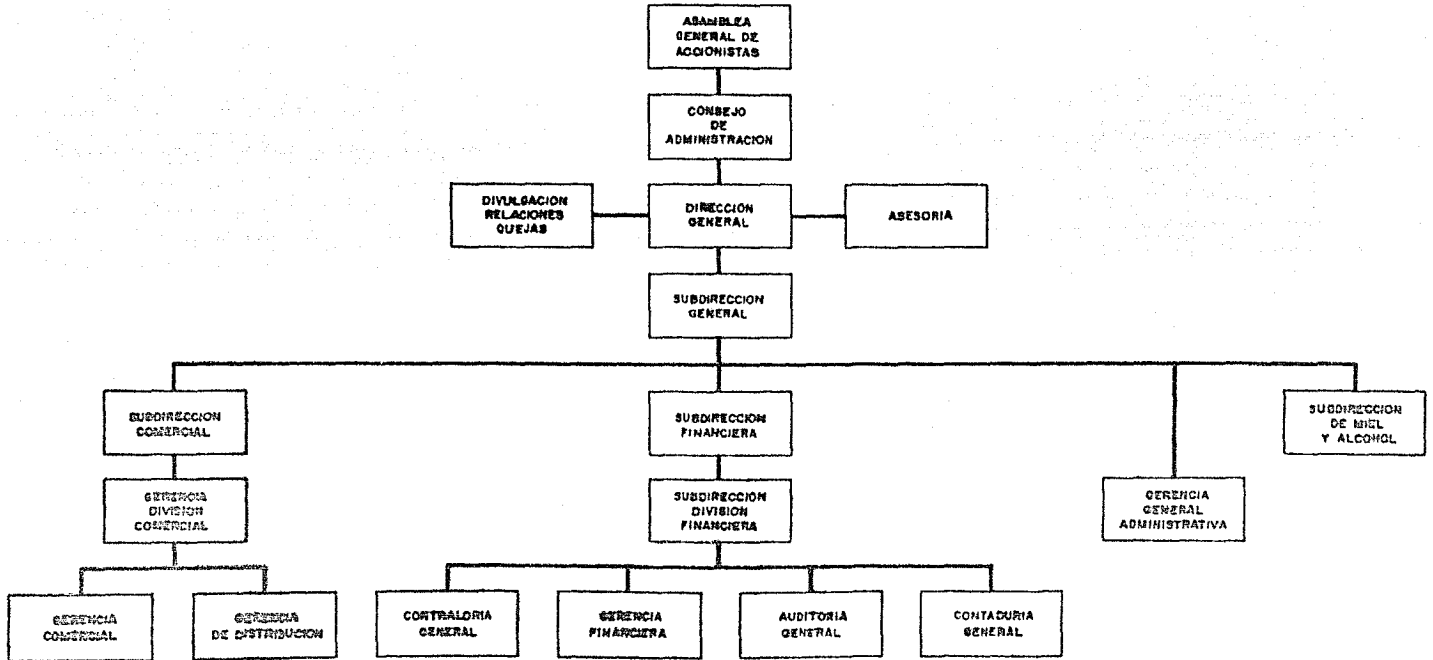 ASAMBLEA
GENERAL DE
ACCIONISTAS
CONSEJO
DE
ADMINISTRACION
DIVULGACION
RELACIONES
QUEJAS
DIRECCION
GENERAL
ASESORIA
SUBDIRECCION
GENERAL
SUBDIRECCION
COMERCIAL
SUBDIRECCION
FINANCIERA
SUBDIRECCION
DE MIEL
Y ALCOHOL
GERENCIA
DIVISION
COMERCIAL
SUBDIRECCIÓN
DIVISION
FINANCIERA
GERENCIA
GENERAL
ADMINISTRATIVA
GERENCIA
COMERCIAL
GERENCIA
DE DISTRIBUCION
CONTRALORIA
GENERAL
GERENCIA
FINANCIERA
AUDITORIA
GENERAL
CONTADURIA
GENERAL